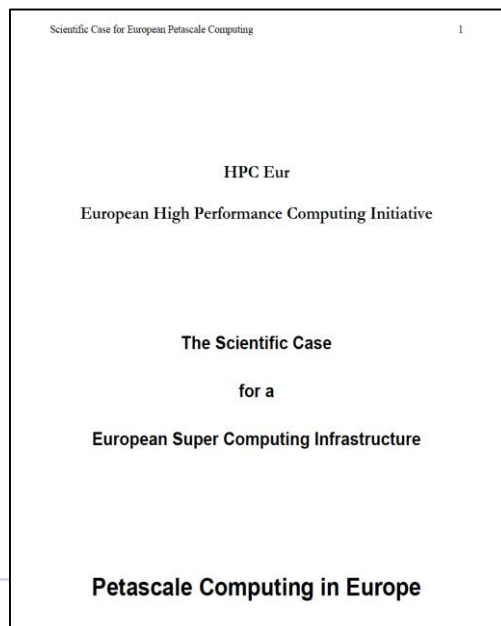 Scientific Case for European Petascale Computing 1
HPC Eur
European High Performance Computing Initiative
The Scientific Case
for a
European Super Computing Infrastructure
Petascale Computing in Europe